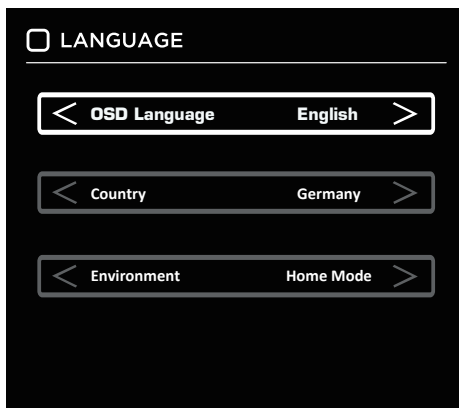 LANGUAGE
OSD Language English
Country Germany
Environment Home Mode